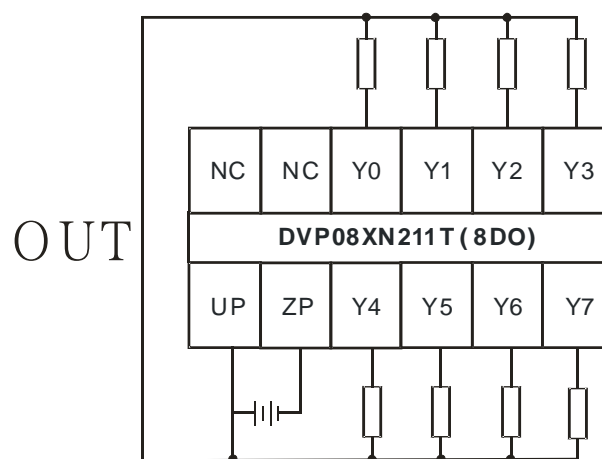 NC NC Y0 Y1 Y2 Y3
OUT
DVP08XN211T ( 8DO)
UP ZP Y4 Y5 Y6 Y7